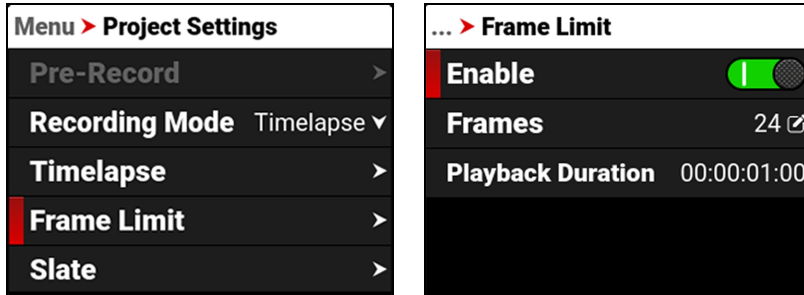 Menu > Project Settings
Pre-Record
Recording Mode Timelapse
Timelapse
Frame Limit
Slate
... > Frame Limit
Enable
Frames 24
Playback Duration 00:00:01:00